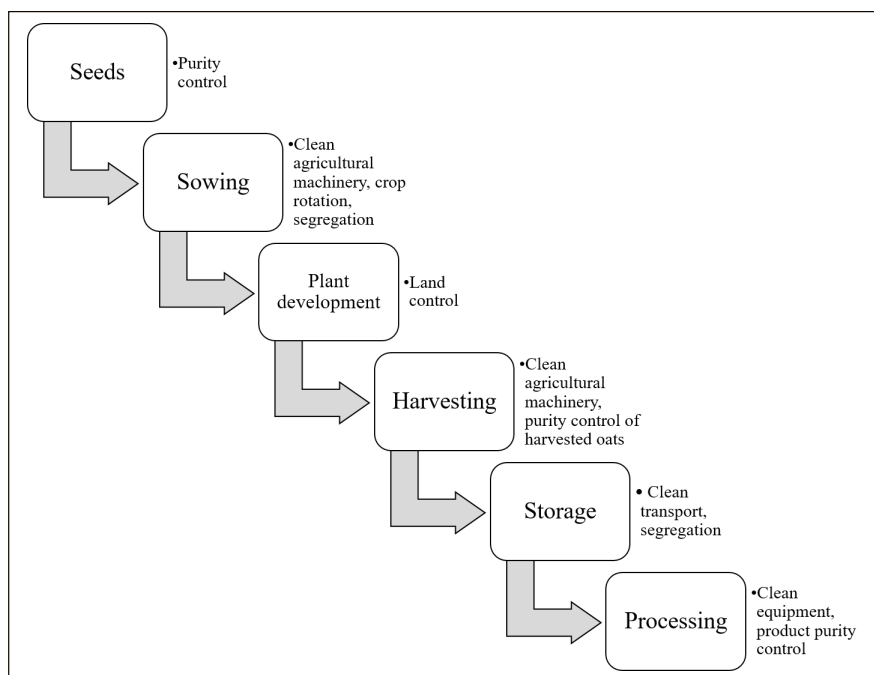 Seeds
•Purity
control
Sowing
•Clean
agricultural
machinery, crop
rotation,
segregation
Plant
development
•Land
control
Harvesting
•Clean
agricultural
machinery,
purity control of
harvested oats
Storage
• Clean
transport,
segregation
Processing
•Clean
equipment,
product purity
control